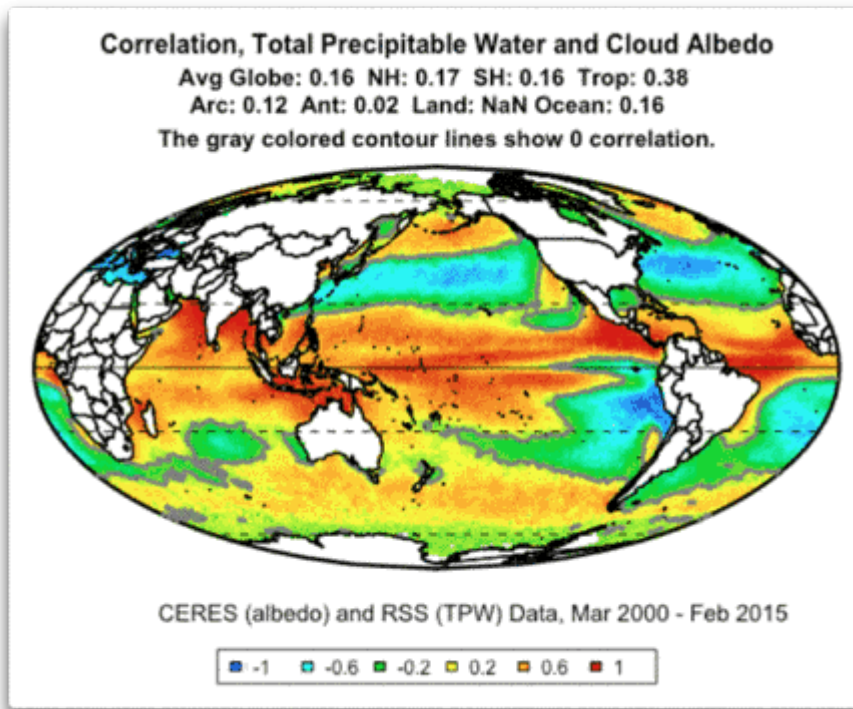 Correlation, Total Precipitable Water and Cloud Albedo
Avg Globe: 0.16 NH: 0.17 SH: 0.16 Trop: 0.38
Arc: 0.12 Ant: 0.02 Land: NaN Ocean: 0.16
The gray colored contour lines show 0 correlation.
CERES (albedo) and RSS (TPW) Data, Mar 2000 - Feb 2015
-1 -0.6 -0.2 0.2 0.6 1